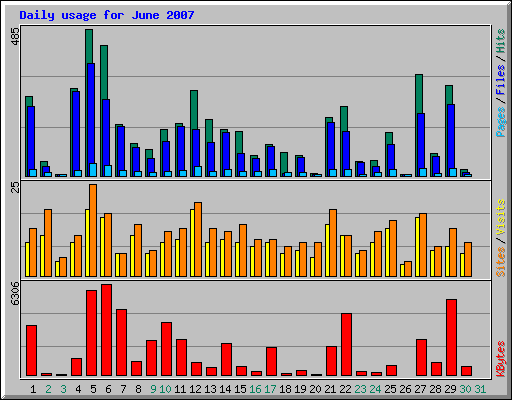 Daily usage for June 2007
485
Pages / Files / Hits
25
Sites / Visits
6306
KBytes
1 2 3 4 5 6 7 8 9 10 11 12 13 14 15 16 17 18 19 20 21 22 23 24 25 26 27 28 29 30 31